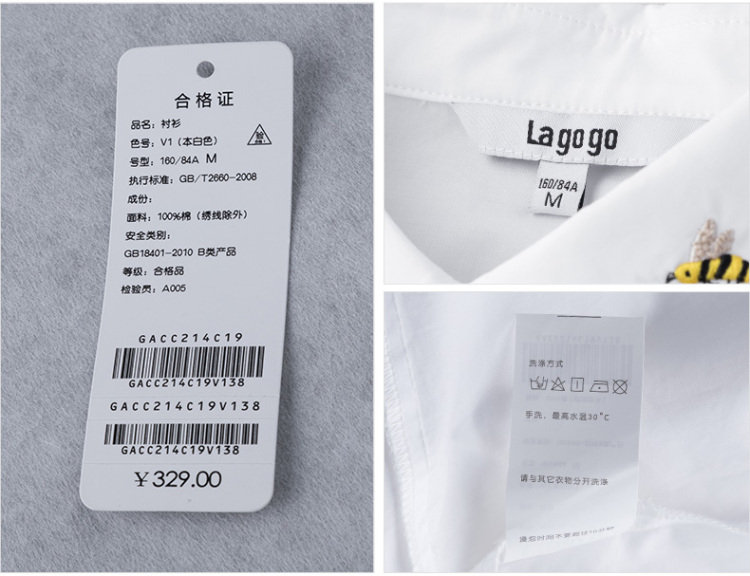 合格证
品名：衬衫
色号：V1（本白色）
验
号型：160/84A M
执行标准：GB/T2660-2008
成份：
面料：100%棉（绣线除外）
安全类别：
GB18401-2010 B类产品
等级：合格品
检验员：A005
GACC214C19
GACC214C19V138
GACC214C19V138
GACC214C19V138
￥329.00
Lagogo
160/84A
M
洗涤方式
手洗，最高水温30°C
请与其它衣物分开洗涤